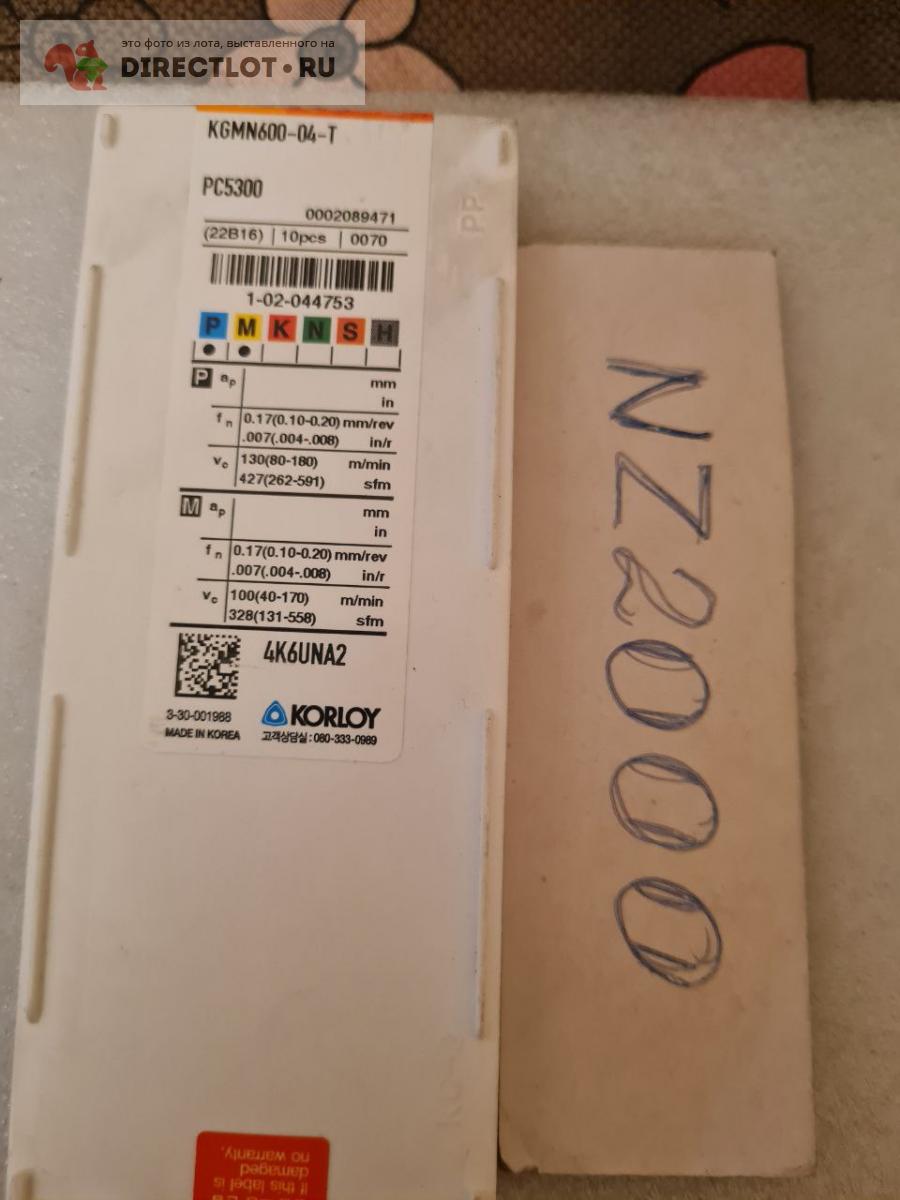 это фото из лота, выставленного на
DIRECTLOT.RU
KGMN600-04-T
PC5300
0002089471
(22B16) 10pcs 0070
1-02-044753
P M K N S H
P ap mm
in
fn 0.17(0.10-0.20) mm/rev
.007(.004-.008) in/r
vc 130(80-180) m/min
427(262-591) sfm
M ap mm
in
fn 0.17(0.10-0.20) mm/rev
.007(.004-.008) in/r
vc 100(40-170) m/min
328(131-558) sfm
4K6UNA2
3-30-001988
MADE IN KOREA
KORLOY
고객상담실 : 080-333-0989
PP
NZ2000
If this label is
damaged
no warranty.